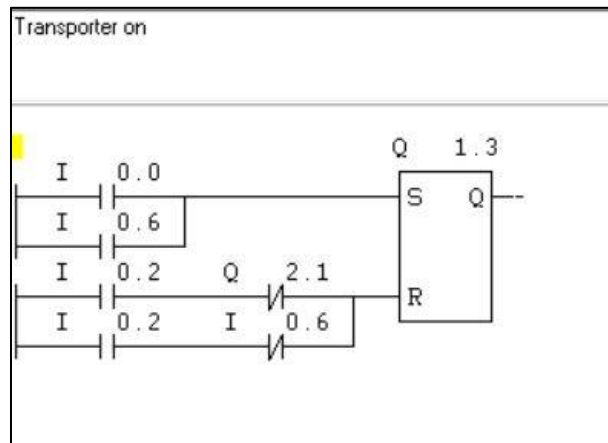 Transporter on
Q 1.3
I 0.0
S Q
I 0.6
I 0.2 Q 2.1
R
I 0.2 I 0.6